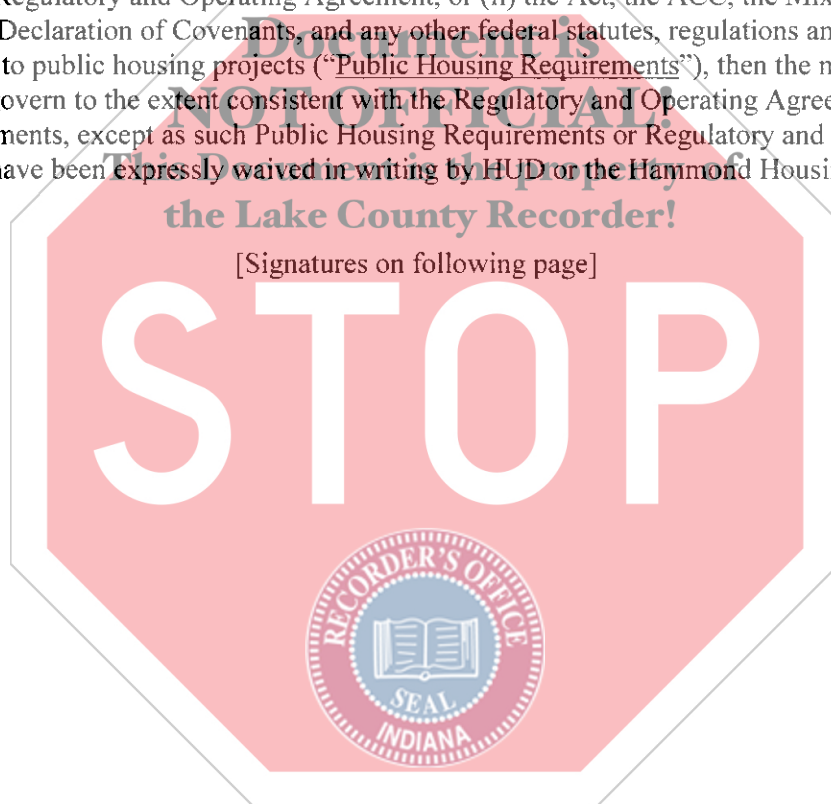 Regulatory and Operating Agreement, or (ii) the Act, the ACC, the Mix
Declaration of Covenants, and any other federal statutes, regulations an
to public housing projects ("Public Housing Requirements"), then the
overn to the extent consistent with the Regulatory and Operating Agree
nents, except as such Public Housing Requirements or Regulatory and
have been expressly waived in writing by HUD or the Hammond Housi
Document is
NOT OFFICIAL!
This Document is the property of
the Lake County Recorder!
[Signatures on following page]
STOP
RECORDER'S OFFICE
SEAL
INDIANA